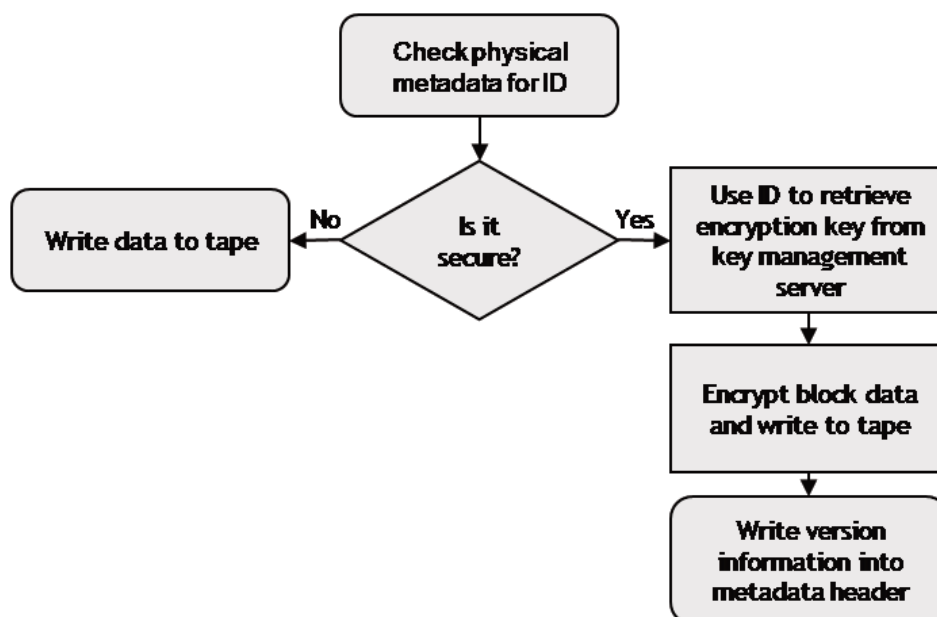 Check physical
metadata for ID
Is it
secure?
No
Write data to tape
Yes
Use ID to retrieve
encryption key from
key management
server
Encrypt block data
and write to tape
Write version
information into
metadata header